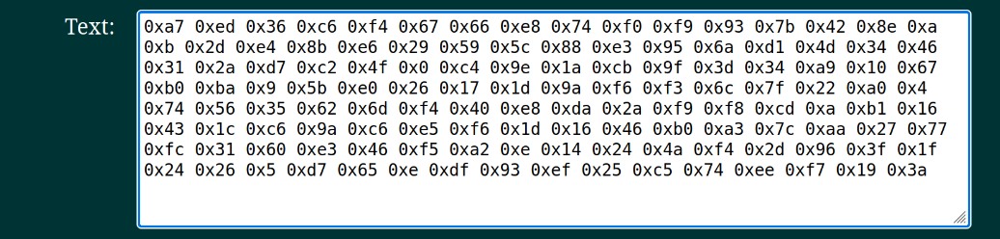 Text:
0xa7 0xed 0x36 0xc6 0xf4 0x67 0x66 0xe8 0x74 0xf0 0xf9 0x93 0x7b 0x42 0x8e 0xa
0xb 0x2d 0xe4 0x8b 0xe6 0x29 0x59 0x5c 0x88 0xe3 0x95 0x6a 0xd1 0x4d 0x34 0x46
0x31 0x2a 0xd7 0xc2 0x4f 0x0 0xc4 0x9e 0x1a 0xcb 0x9f 0x3d 0x34 0xa9 0x10 0x67
0xb0 0xba 0x9 0x5b 0xe0 0x26 0x17 0x1d 0x9a 0xf6 0xf3 0x6c 0x7f 0x22 0xa0 0x4
0x74 0x56 0x35 0x62 0x6d 0xf4 0x40 0xe8 0xda 0x2a 0xf9 0xf8 0xcd 0xa 0xb1 0x16
0x43 0x1c 0xc6 0x9a 0xc6 0xe5 0xf6 0x1d 0x16 0x46 0xb0 0xa3 0x7c 0xaa 0x27 0x77
0xfc 0x31 0x60 0xe3 0x46 0xf5 0xa2 0xe 0x14 0x24 0x4a 0xf4 0x2d 0x96 0x3f 0x1f
0x24 0x26 0x5 0xd7 0x65 0xe 0xdf 0x93 0xef 0x25 0xc5 0x74 0xee 0xf7 0x19 0x3a